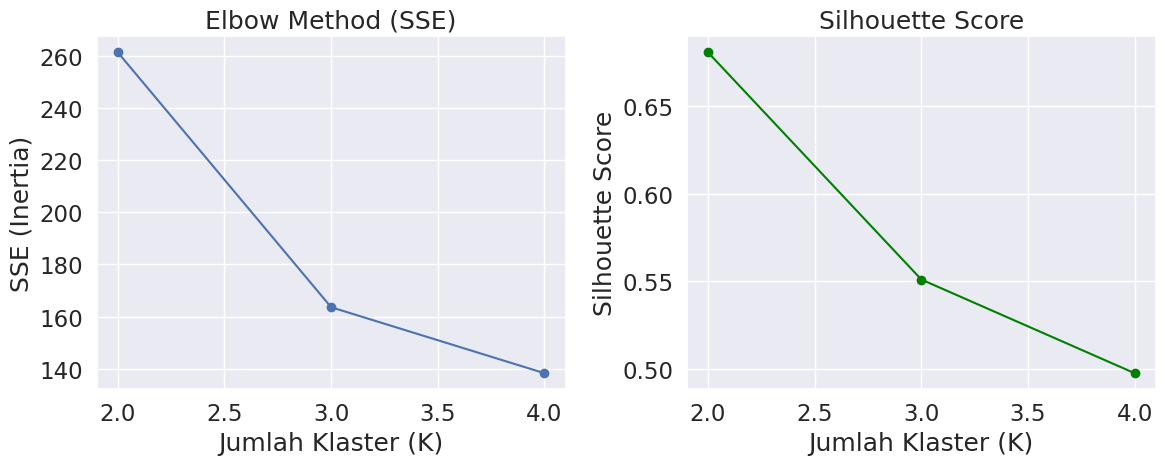 Elbow Method (SSE)
260
240
220
200
180
160
140
SSE (Inertia)
2.0 2.5 3.0 3.5 4.0
Jumlah Klaster (K)
Silhouette Score
0.65
0.60
0.55
0.50
Silhouette Score
2.0 2.5 3.0 3.5 4.0
Jumlah Klaster (K)